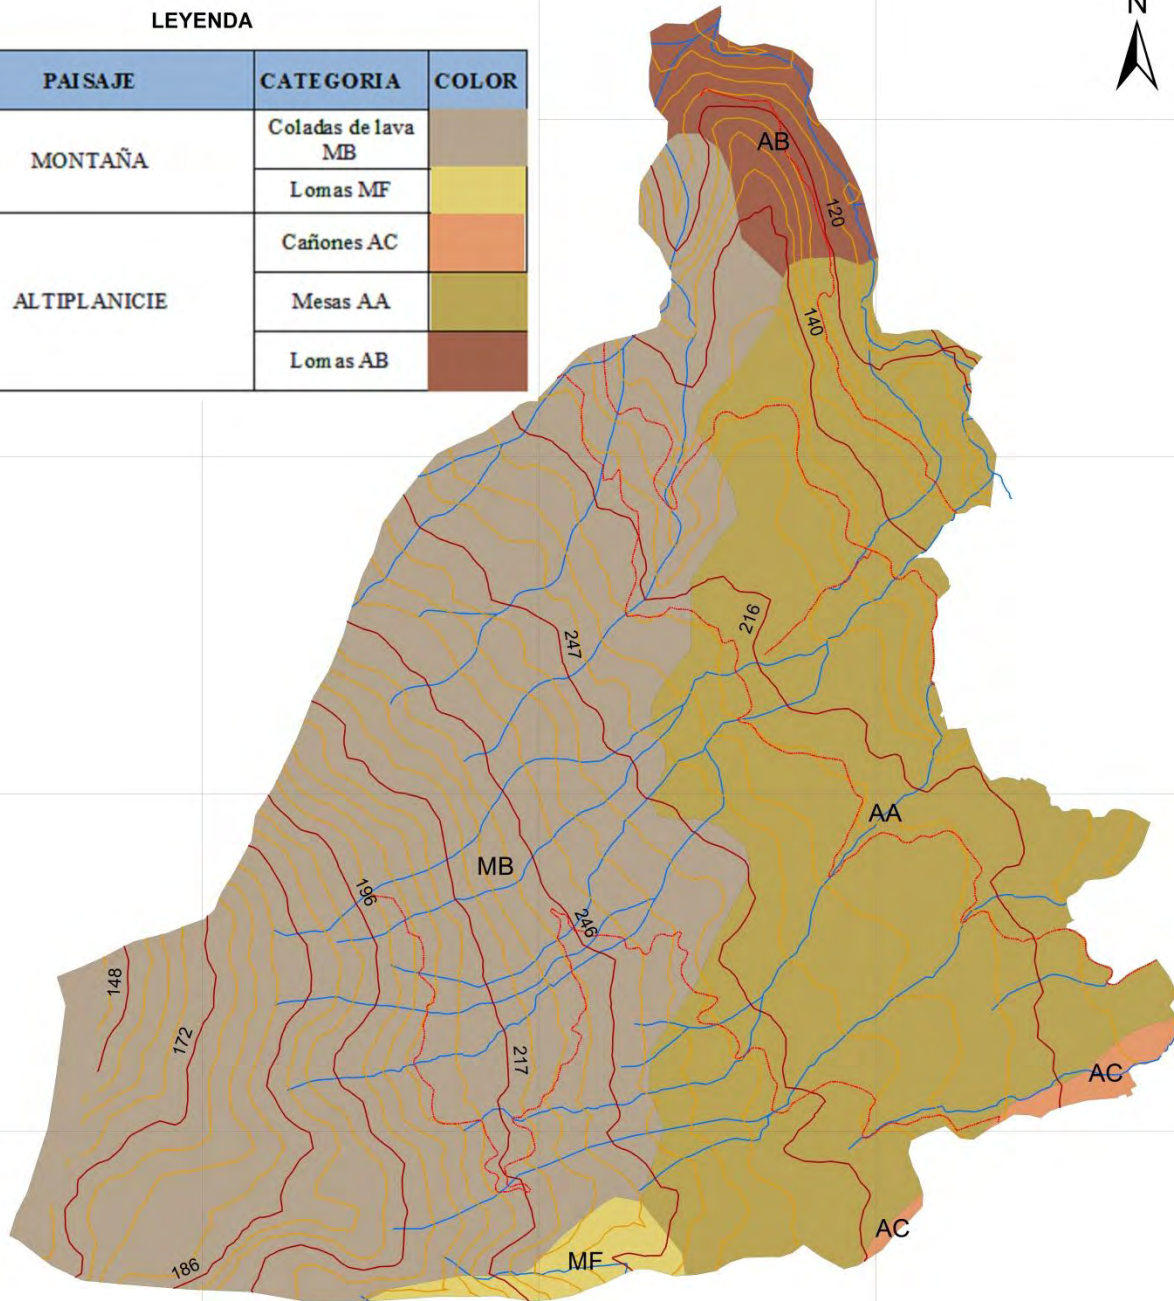 LEYENDA
N
PAISAJE CATEGORIA COLOR
MONTAÑA
Coladas de lava
MB
Lomas MF
ALTIPLANICIE
Cañones AC
Mesas AA
Lomas AB
AB
120
140
216
247
AA
MB
196
246
148
172
217
AC
AC
186
MF